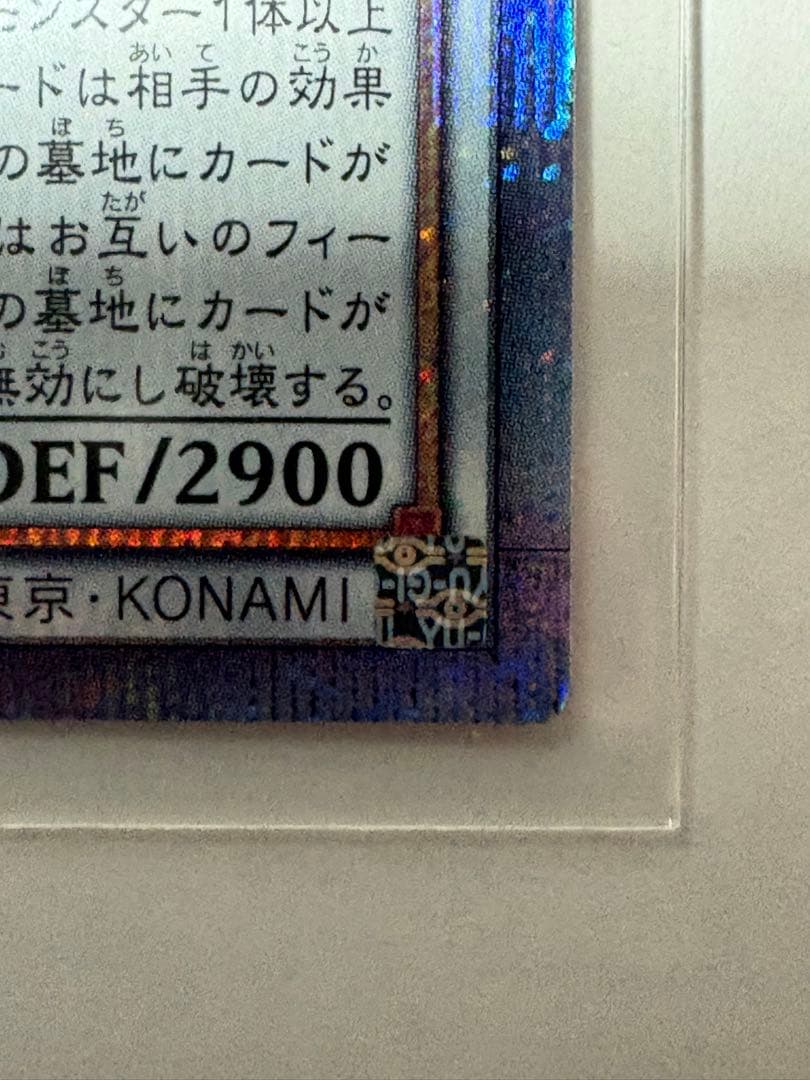 モンスター1体以上
ードは相手の効果
の墓地にカードが
はお互いのフィー
の墓地にカードが
無効にし破壊する。
DEF/2900
東京・KONAMI